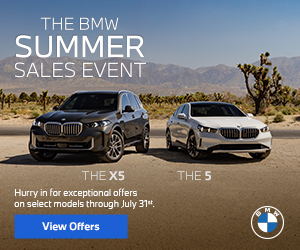 THE BMW
SUMMER
SALES EVENT
THE X5
THE 5
Hurry in for exceptional offers
on select models through July 31st.
View Offers
BMW